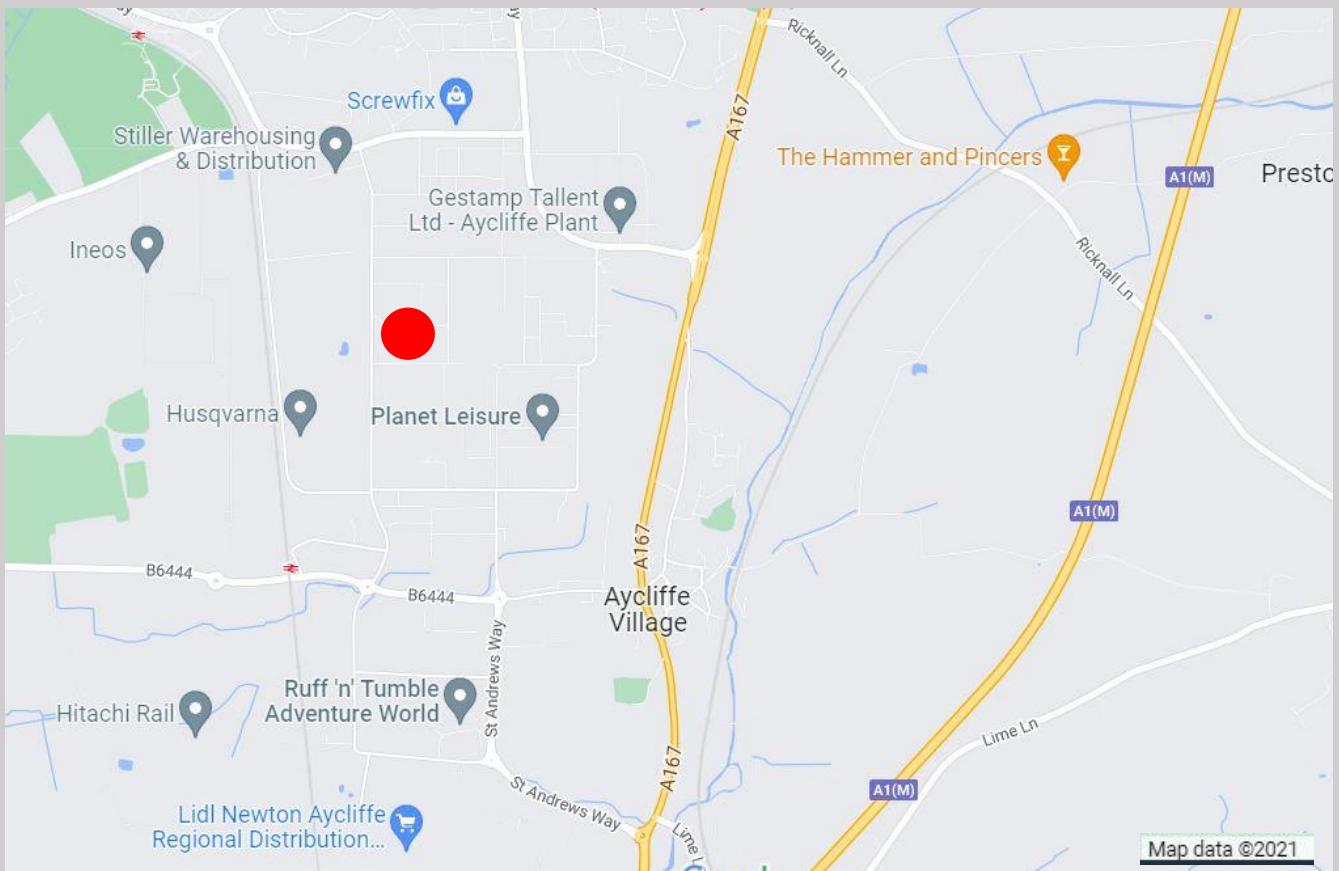 Ricknall Ln
Screwfix
A167
Stiller Warehousing
& Distribution
The Hammer and Pincers
A1(M)
Presto
Gestamp Tallent
Ltd - Aycliffe Plant
Ineos
Ricknall Ln
Husqvarna
Planet Leisure
A1(M)
A167
B6444
B6444
Aycliffe
Village
St Andrews Way
Ruff 'n' Tumble
Adventure World
Hitachi Rail
Lime Ln
A167
A1(M)
St Andrews Way
Lidl Newton Aycliffe
Regional Distribution...
Lime L
Map data ©2021